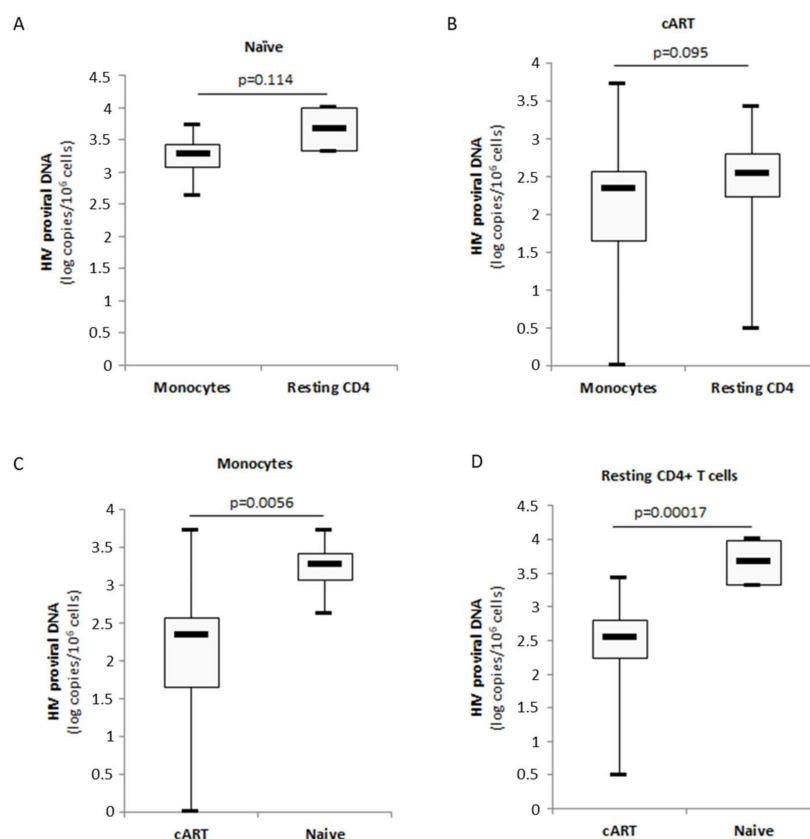 A
Naïve
p=0.114
HIV proviral DNA
(log copies/10⁶ cells)
4.5
4
3.5
3
2.5
2
1.5
1
0.5
0
Monocytes Resting CD4
B
cART
p=0.095
HIV proviral DNA
(log copies/10⁶ cells)
4
3.5
3
2.5
2
1.5
1
0.5
0
Monocytes Resting CD4
C
Monocytes
p=0.0056
HIV proviral DNA
(log copies/10⁶ cells)
4
3.5
3
2.5
2
1.5
1
0.5
0
cART Naive
D
Resting CD4+ T cells
p=0.00017
HIV proviral DNA
(log copies/10⁶ cells)
4.5
4
3.5
3
2.5
2
1.5
1
0.5
0
cART Naive